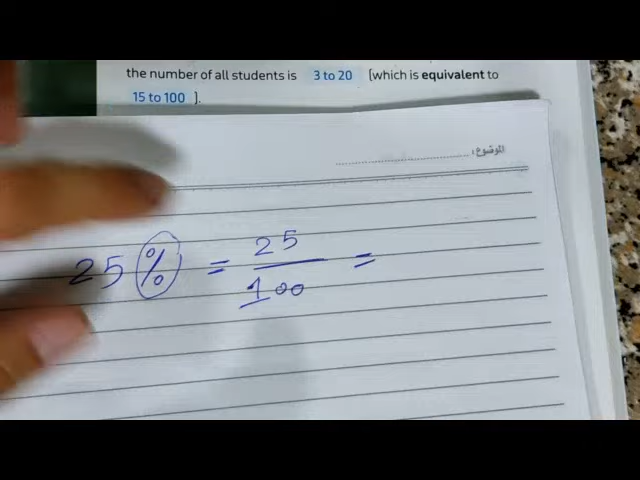 the number of all students is 3 to 20 [which is equivalent to
15 to 100 ].
الموضوع:
25% = 25/100 =